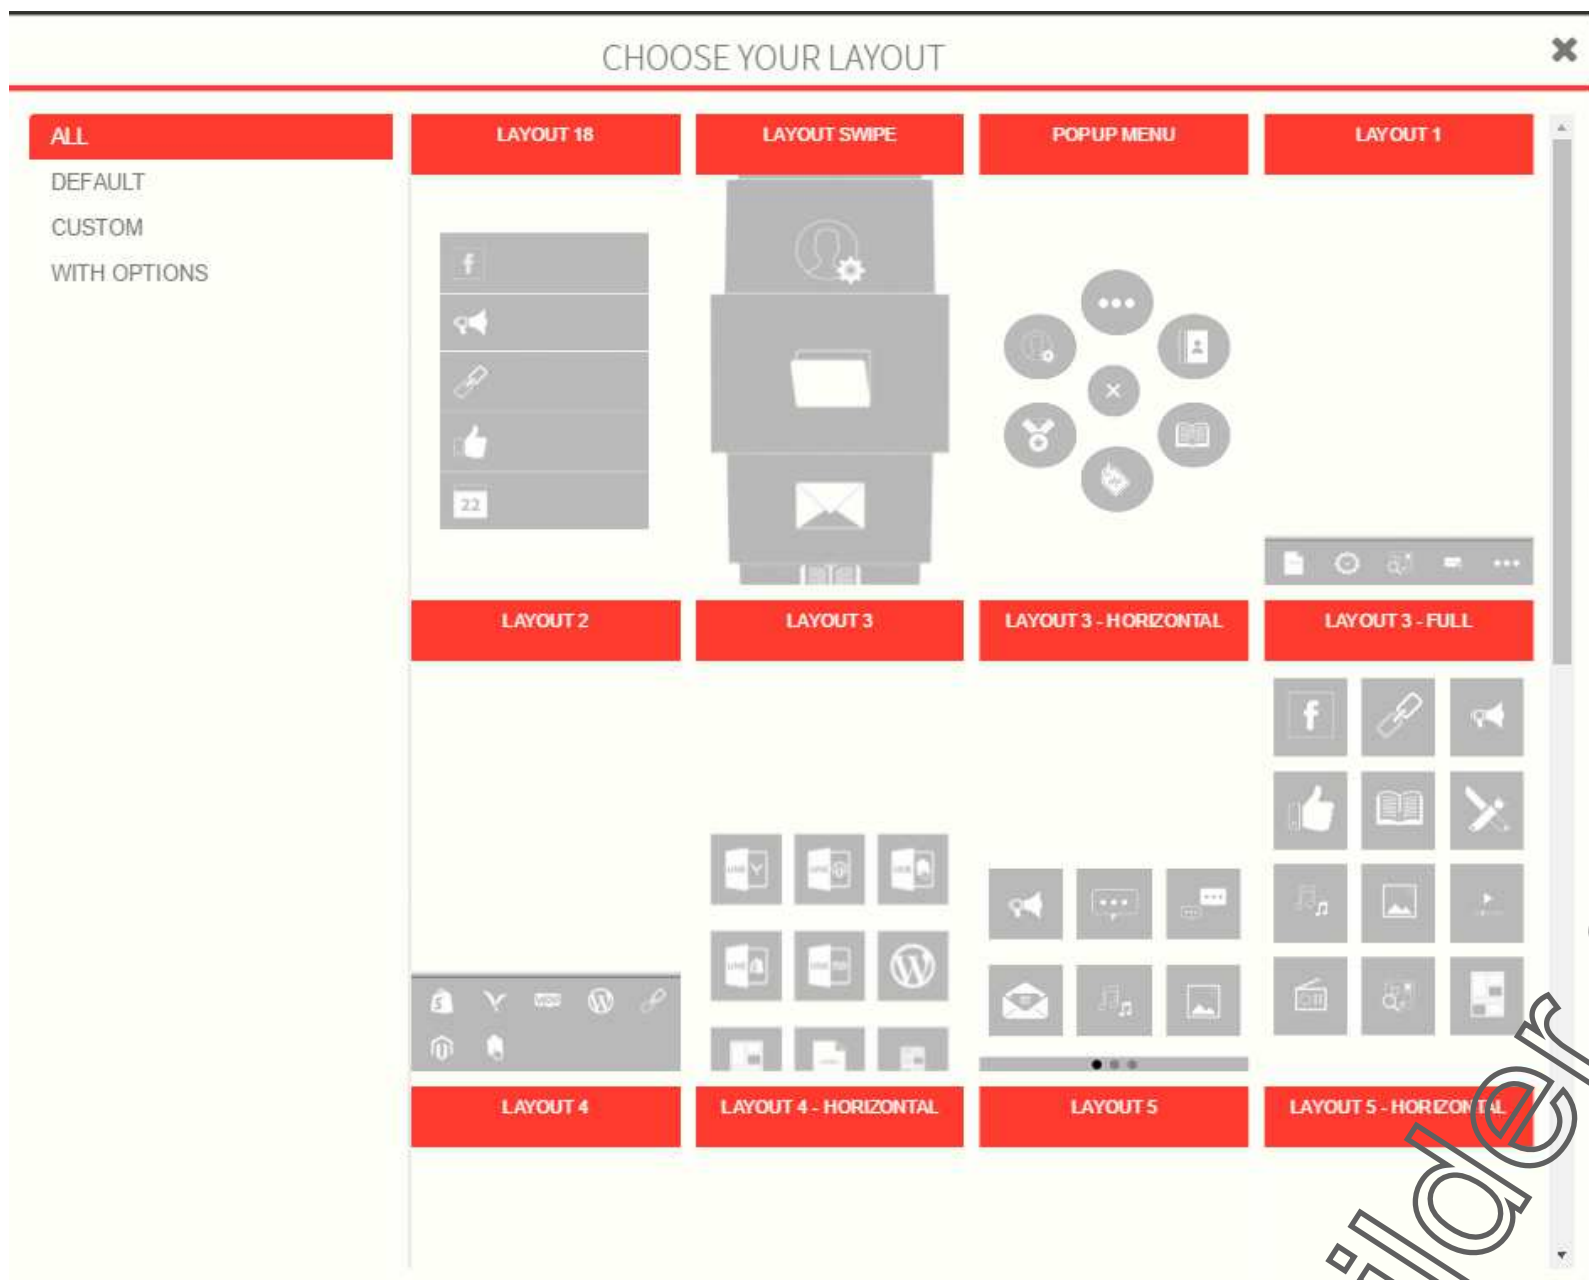 CHOOSE YOUR LAYOUT
ALL
DEFAULT
CUSTOM
WITH OPTIONS
LAYOUT 18
LAYOUT SWIPE
POPUP MENU
LAYOUT 1
22
LAYOUT 2
LAYOUT 3
LAYOUT 3 - HORIZONTAL
LAYOUT 3 - FULL
LAYOUT 4
LAYOUT 4 - HORIZONTAL
LAYOUT 5
LAYOUT 5 - HORIZONTAL
ilder